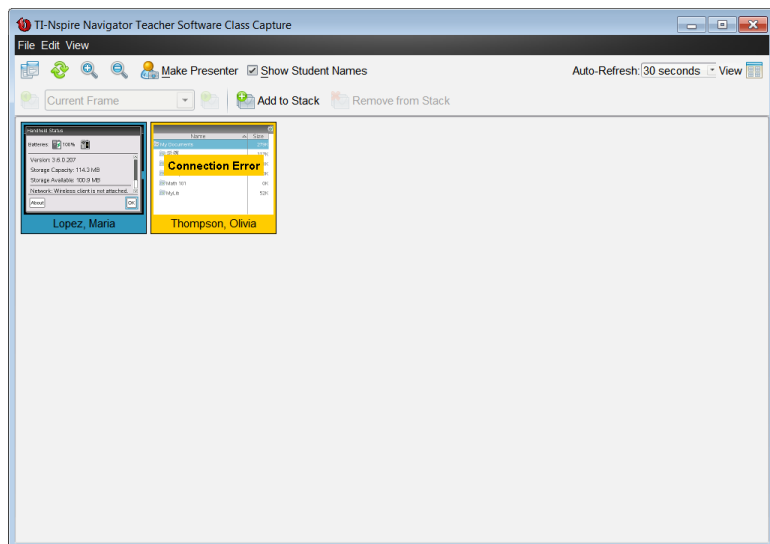 TI-Nspire Navigator Teacher Software Class Capture
File Edit View
Make Presenter Show Student Names Auto-Refresh: 30 seconds View
Current Frame Add to Stack Remove from Stack
Handheld Status
Batteries: 100%
Version: 3.6.0.207
Storage Capacity: 114.3 MB
Storage Available: 100.9 MB
Network: Wireless client is not attached.
About OK
Lopez, Maria
Name Size
My Documents
Connection Error
Math 101 0K
MyLib 52K
Thompson, Olivia